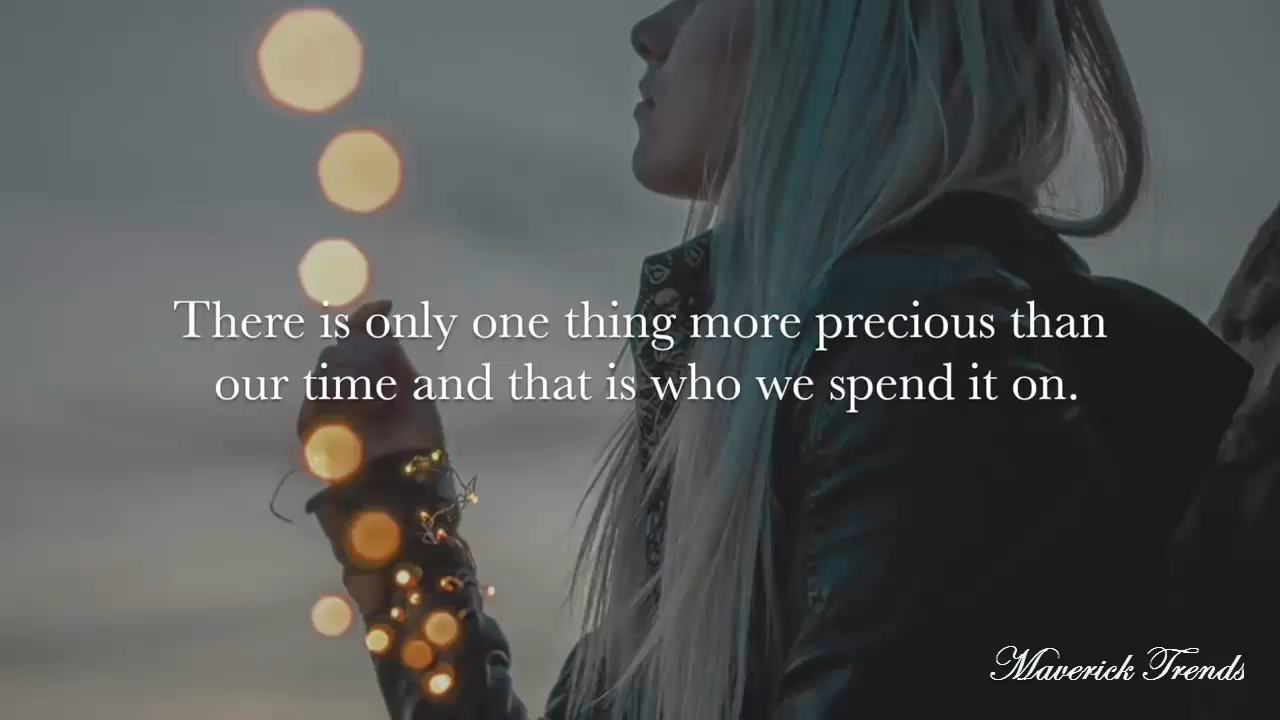 There is only one thing more precious than
our time and that is who we spend it on.
Maverick Trends